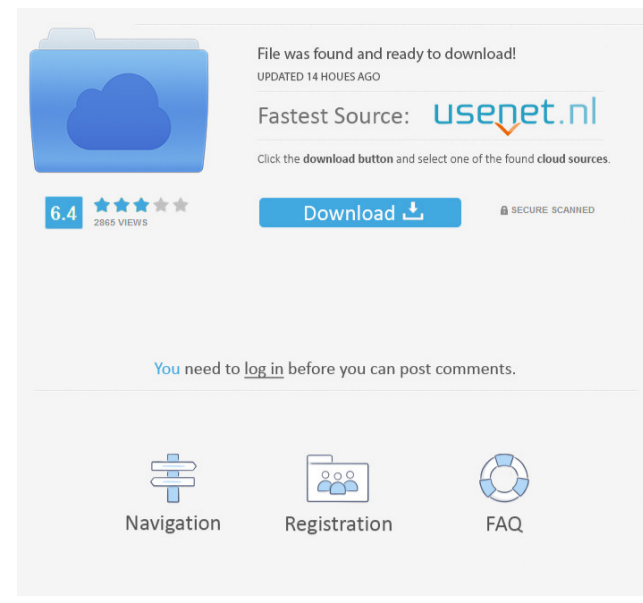 File was found and ready to download!
UPDATED 14 HOUES AGO
Fastest Source: usenet.nl
Click the download button and select one of the found cloud sources.
6.4
2865 VIEWS
Download
SECURE SCANNED
You need to log in before you can post comments.
Navigation
Registration
FAQ